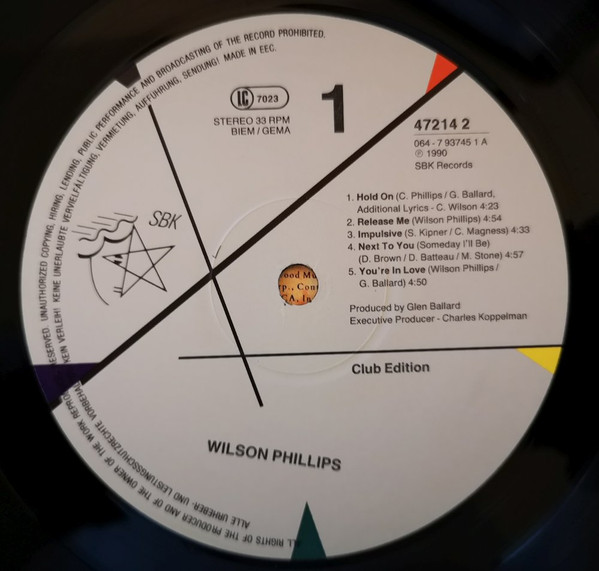 ALL RIGHTS OF THE PRODUCER AND OF THE OWNER OF THE WORK REPRO RESERVED. UNAUTHORIZED COPYING, HIRING, LENDING, PUBLIC PERFORMANCE AND BROADCASTING OF THE RECORD PROHIBITED.
ALLE URHEBER- UND LEISTUNGSSCHUTZRECHTE VORBEHAL KEIN VERLEIH! KEINE UNERLAUBTE VERVIELFÄLTIGUNG, VERMIETUNG, AUFFÜHRUNG, SENDUNG! MADE IN EEC.
LC 7023
STEREO 33 RPM
BIEM / GEMA
1
47214 2
064 - 7 93745 1 A
℗ 1990
SBK Records
SBK
1. Hold On (C. Phillips / G. Ballard,
Additional Lyrics - C. Wilson 4:23
2. Release Me (Wilson Phillips) 4:54
3. Impulsive (S. Kipner / C. Magness) 4:33
4. Next To You (Someday I'll Be)
(D. Brown / D. Batteau / M. Stone) 4:57
5. You're In Love (Wilson Phillips /
G. Ballard) 4:50
Produced by Glen Ballard
Executive Producer - Charles Koppelman
Club Edition
WILSON PHILLIPS